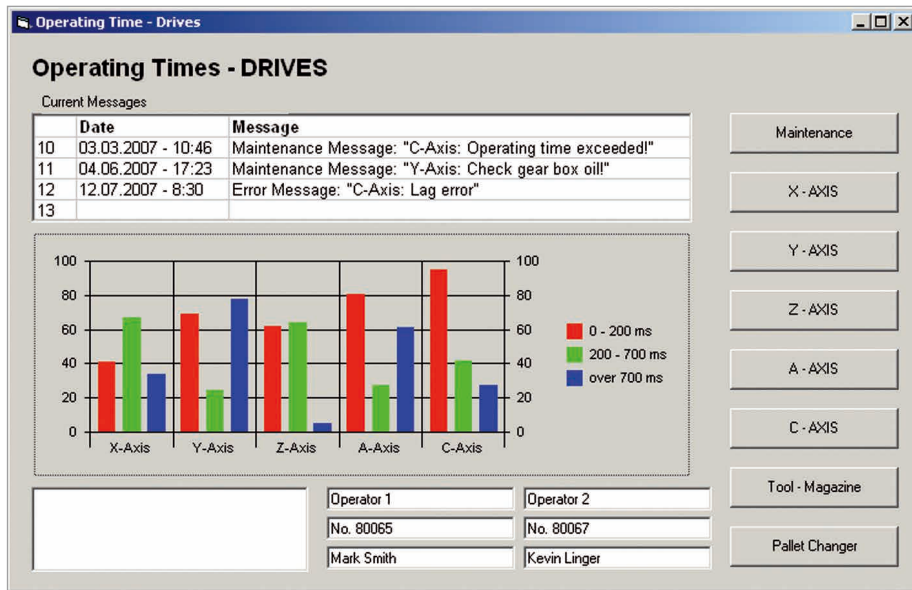 Operating Time - Drives
Operating Times - DRIVES
Current Messages
Date Message
10 03.03.2007 - 10:46 Maintenance Message: "C-Axis: Operating time exceeded!"
11 04.06.2007 - 17:23 Maintenance Message: "Y-Axis: Check gear box oil!"
12 12.07.2007 - 8:30 Error Message: "C-Axis: Lag error"
13
100 100
80 80
60 60
40 40
20 20
0 0
X-Axis Y-Axis Z-Axis A-Axis C-Axis
0 - 200 ms
200 - 700 ms
over 700 ms
Operator 1 Operator 2
No. 80065 No. 80067
Mark Smith Kevin Linger
Maintenance
X - AXIS
Y - AXIS
Z - AXIS
A - AXIS
C - AXIS
Tool - Magazine
Pallet Changer